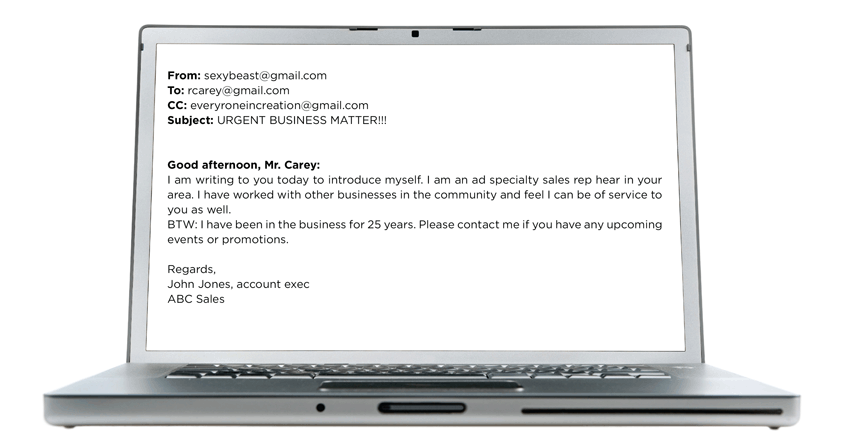 From: sexybeast@gmail.com
To: rcarey@gmail.com
CC: everyroneincreation@gmail.com
Subject: URGENT BUSINESS MATTER!!!
Good afternoon, Mr. Carey:
I am writing to you today to introduce myself. I am an ad specialty sales rep hear in your
area. I have worked with other businesses in the community and feel I can be of service to
you as well.
BTW: I have been in the business for 25 years. Please contact me if you have any upcoming
events or promotions.
Regards,
John Jones, account exec
ABC Sales